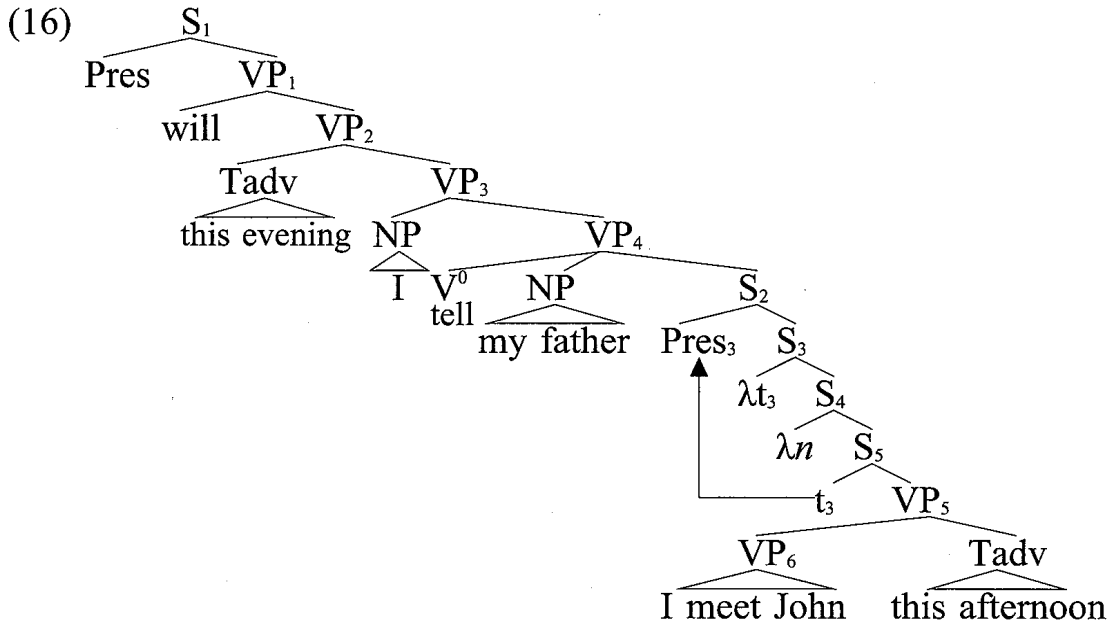 (16) S₁
Pres VP₁
will VP₂
Tadv VP₃
this evening NP VP₄
I V⁰ NP S₂
tell
my father Pres₃ S₃
λt₃ S₄
λn S₅
t₃ VP₅
VP₆ Tadv
I meet John this afternoon